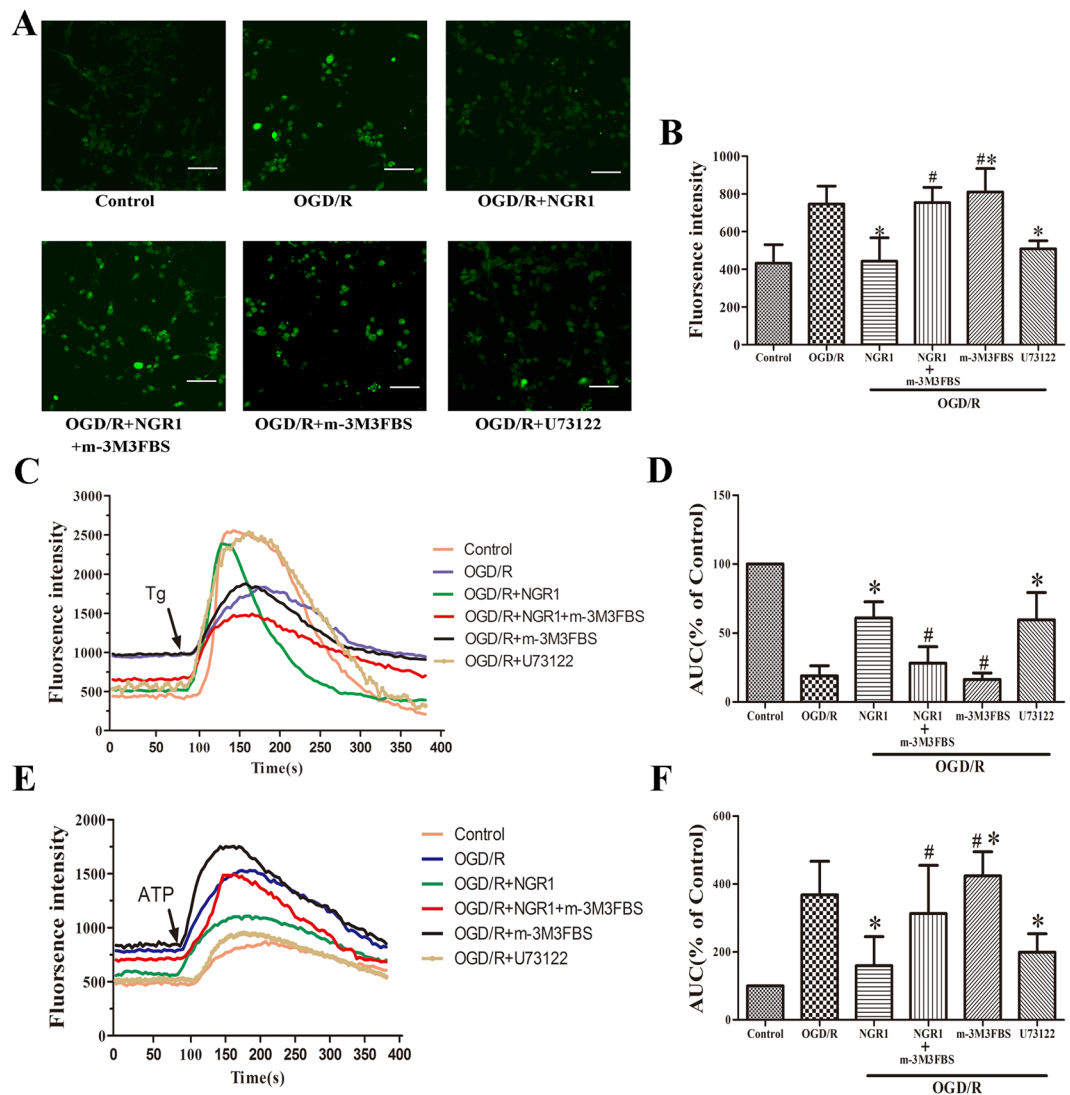 A
Control
OGD/R
OGD/R+NGR1
OGD/R+NGR1
+m-3M3FBS
OGD/R+m-3M3FBS
OGD/R+U73122
B
Fluorsence intensity
1000
800
600
400
200
0
*
#
#*
*
Control
OGD/R
NGR1
NGR1
+
m-3M3FBS
m-3M3FBS
U73122
OGD/R
C
Fluorsence intensity
3000
2500
2000
1500
1000
500
0
Tg
0
50
100
150
200
250
300
350
400
Time(s)
Control
OGD/R
OGD/R+NGR1
OGD/R+NGR1+m-3M3FBS
OGD/R+m-3M3FBS
OGD/R+U73122
D
AUC(% of Control)
150
100
50
0
*
#
#
*
Control
OGD/R
NGR1
NGR1
+
m-3M3FBS
m-3M3FBS
U73122
OGD/R
E
Fluorsence intensity
2000
1500
1000
500
0
ATP
0
50
100
150
200
250
300
350
400
Time(s)
Control
OGD/R
OGD/R+NGR1
OGD/R+NGR1+m-3M3FBS
OGD/R+m-3M3FBS
OGD/R+U73122
F
AUC(% of Control)
600
400
200
0
*
#
#*
*
Control
OGD/R
NGR1
NGR1
+
m-3M3FBS
m-3M3FBS
U73122
OGD/R